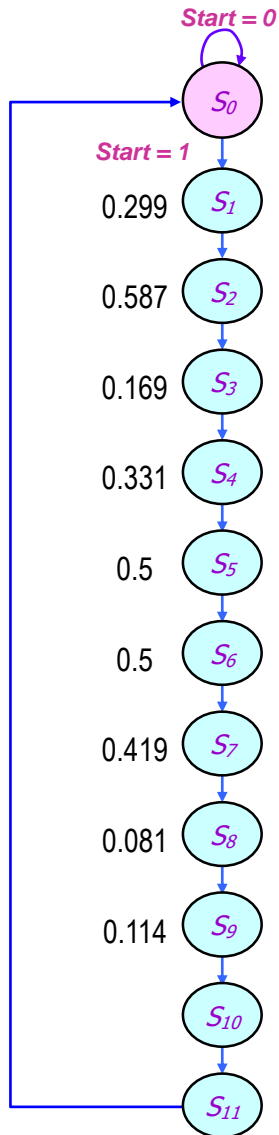 Start = 0
S0
Start = 1
0.299 S1
0.587 S2
0.169 S3
0.331 S4
0.5 S5
0.5 S6
0.419 S7
0.081 S8
0.114 S9
S10
S11